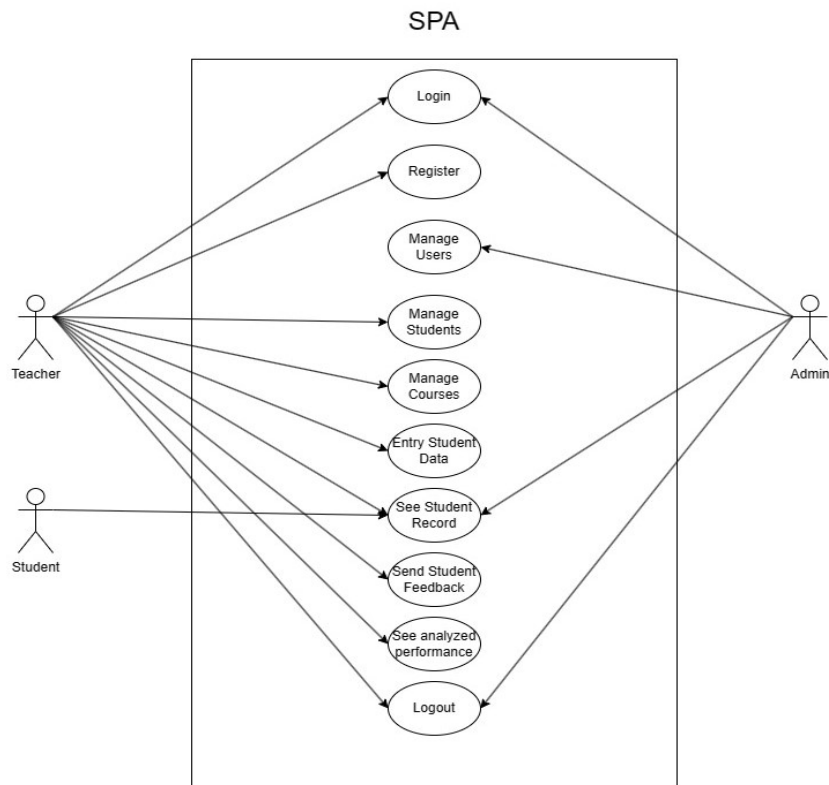 SPA
Login
Register
Manage
Users
Manage
Students
Teacher
Admin
Manage
Courses
Entry Student
Data
See Student
Record
Student
Send Student
Feedback
See analyzed
performance
Logout